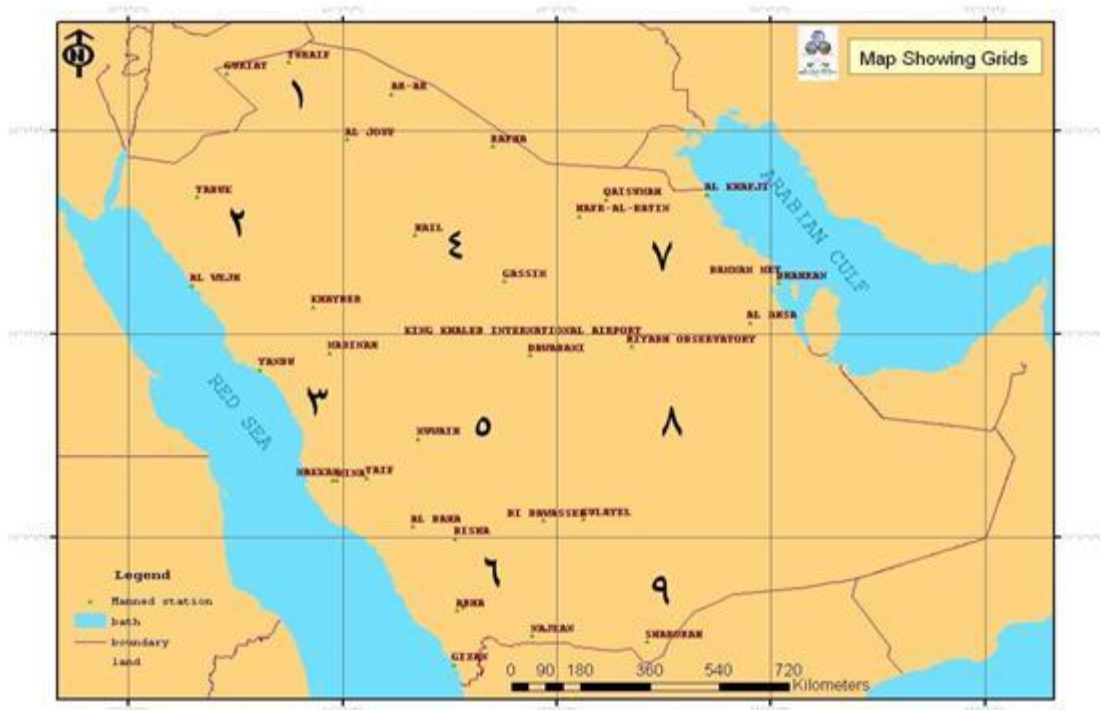 Map Showing Grids
N
GURIAT
TURAIF
١
AR-AR
AL JOUF
RAFHA
TABUK
٢
HAIL
٤
QAISUMAH
HAFR-AL-BATIN
AL KHAFJI
٧
ARABIAN GULF
AL WEJH
GASSIM
DHAHRAN
KHAYBER
AL AHSA
KING KHALED INTERNATIONAL AIRPORT
RIYADH OBSERVATORY
MADINAH
DAWADAMI
YANBU
RED SEA
٣
٥
٨
MAKKAH
MINA
TAIF
AL BAHA
BISHA
SULAYEL
٦
٩
ABHA
NAJRAN
SHARORAH
GIZAN
Legend
Manned station
bath
boundary
land
0 90 180 360 540 720
Kilometers